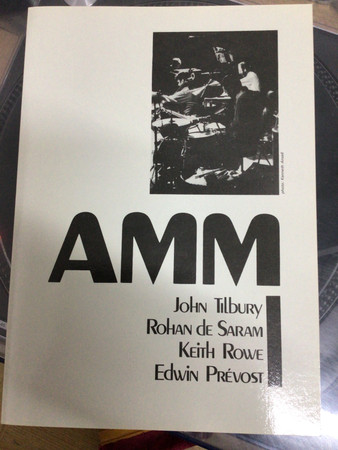 AMM
John Tilbury
Rohan de Saram
Keith Rowe
Edwin Prévost